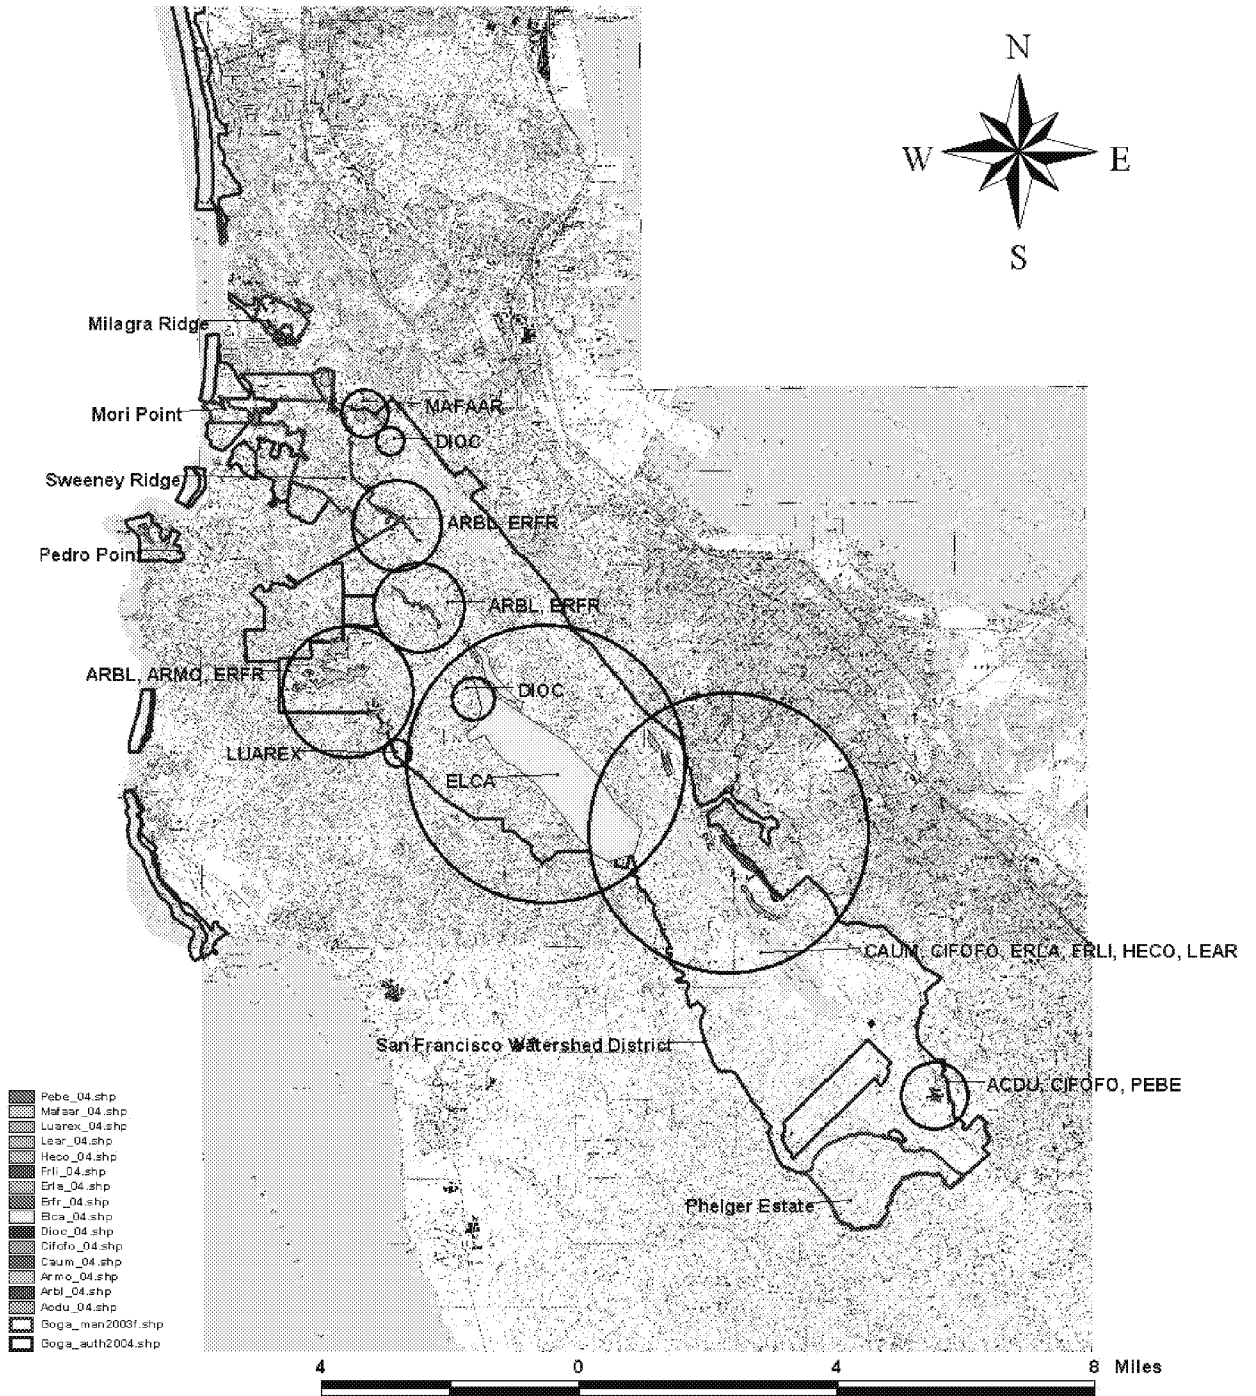 N
W E
S
Milagra Ridge
Mori Point
MAFAAR
DIOC
Sweeney Ridge
ARBL, ERFR
Pedro Point
ARBL, ERFR
ARBL, ARMO, ERFR
DIOC
LUAREX
ELCA
CAUM, CIFOFO, ERLA, FRLI, HECO, LEAR
San Francisco Watershed District
ACDU, CIFOFO, PEBE
Phelger Estate
Pebe_04.shp
Mafaar_04.shp
Luarex_04.shp
Lear_04.shp
Heco_04.shp
Frli_04.shp
Erla_04.shp
Erfr_04.shp
Elca_04.shp
Dioc_04.shp
Cifofo_04.shp
Caum_04.shp
Armo_04.shp
Arbl_04.shp
Acdu_04.shp
Goga_man2003f.shp
Goga_auth2004.shp
4 0 4 8 Miles